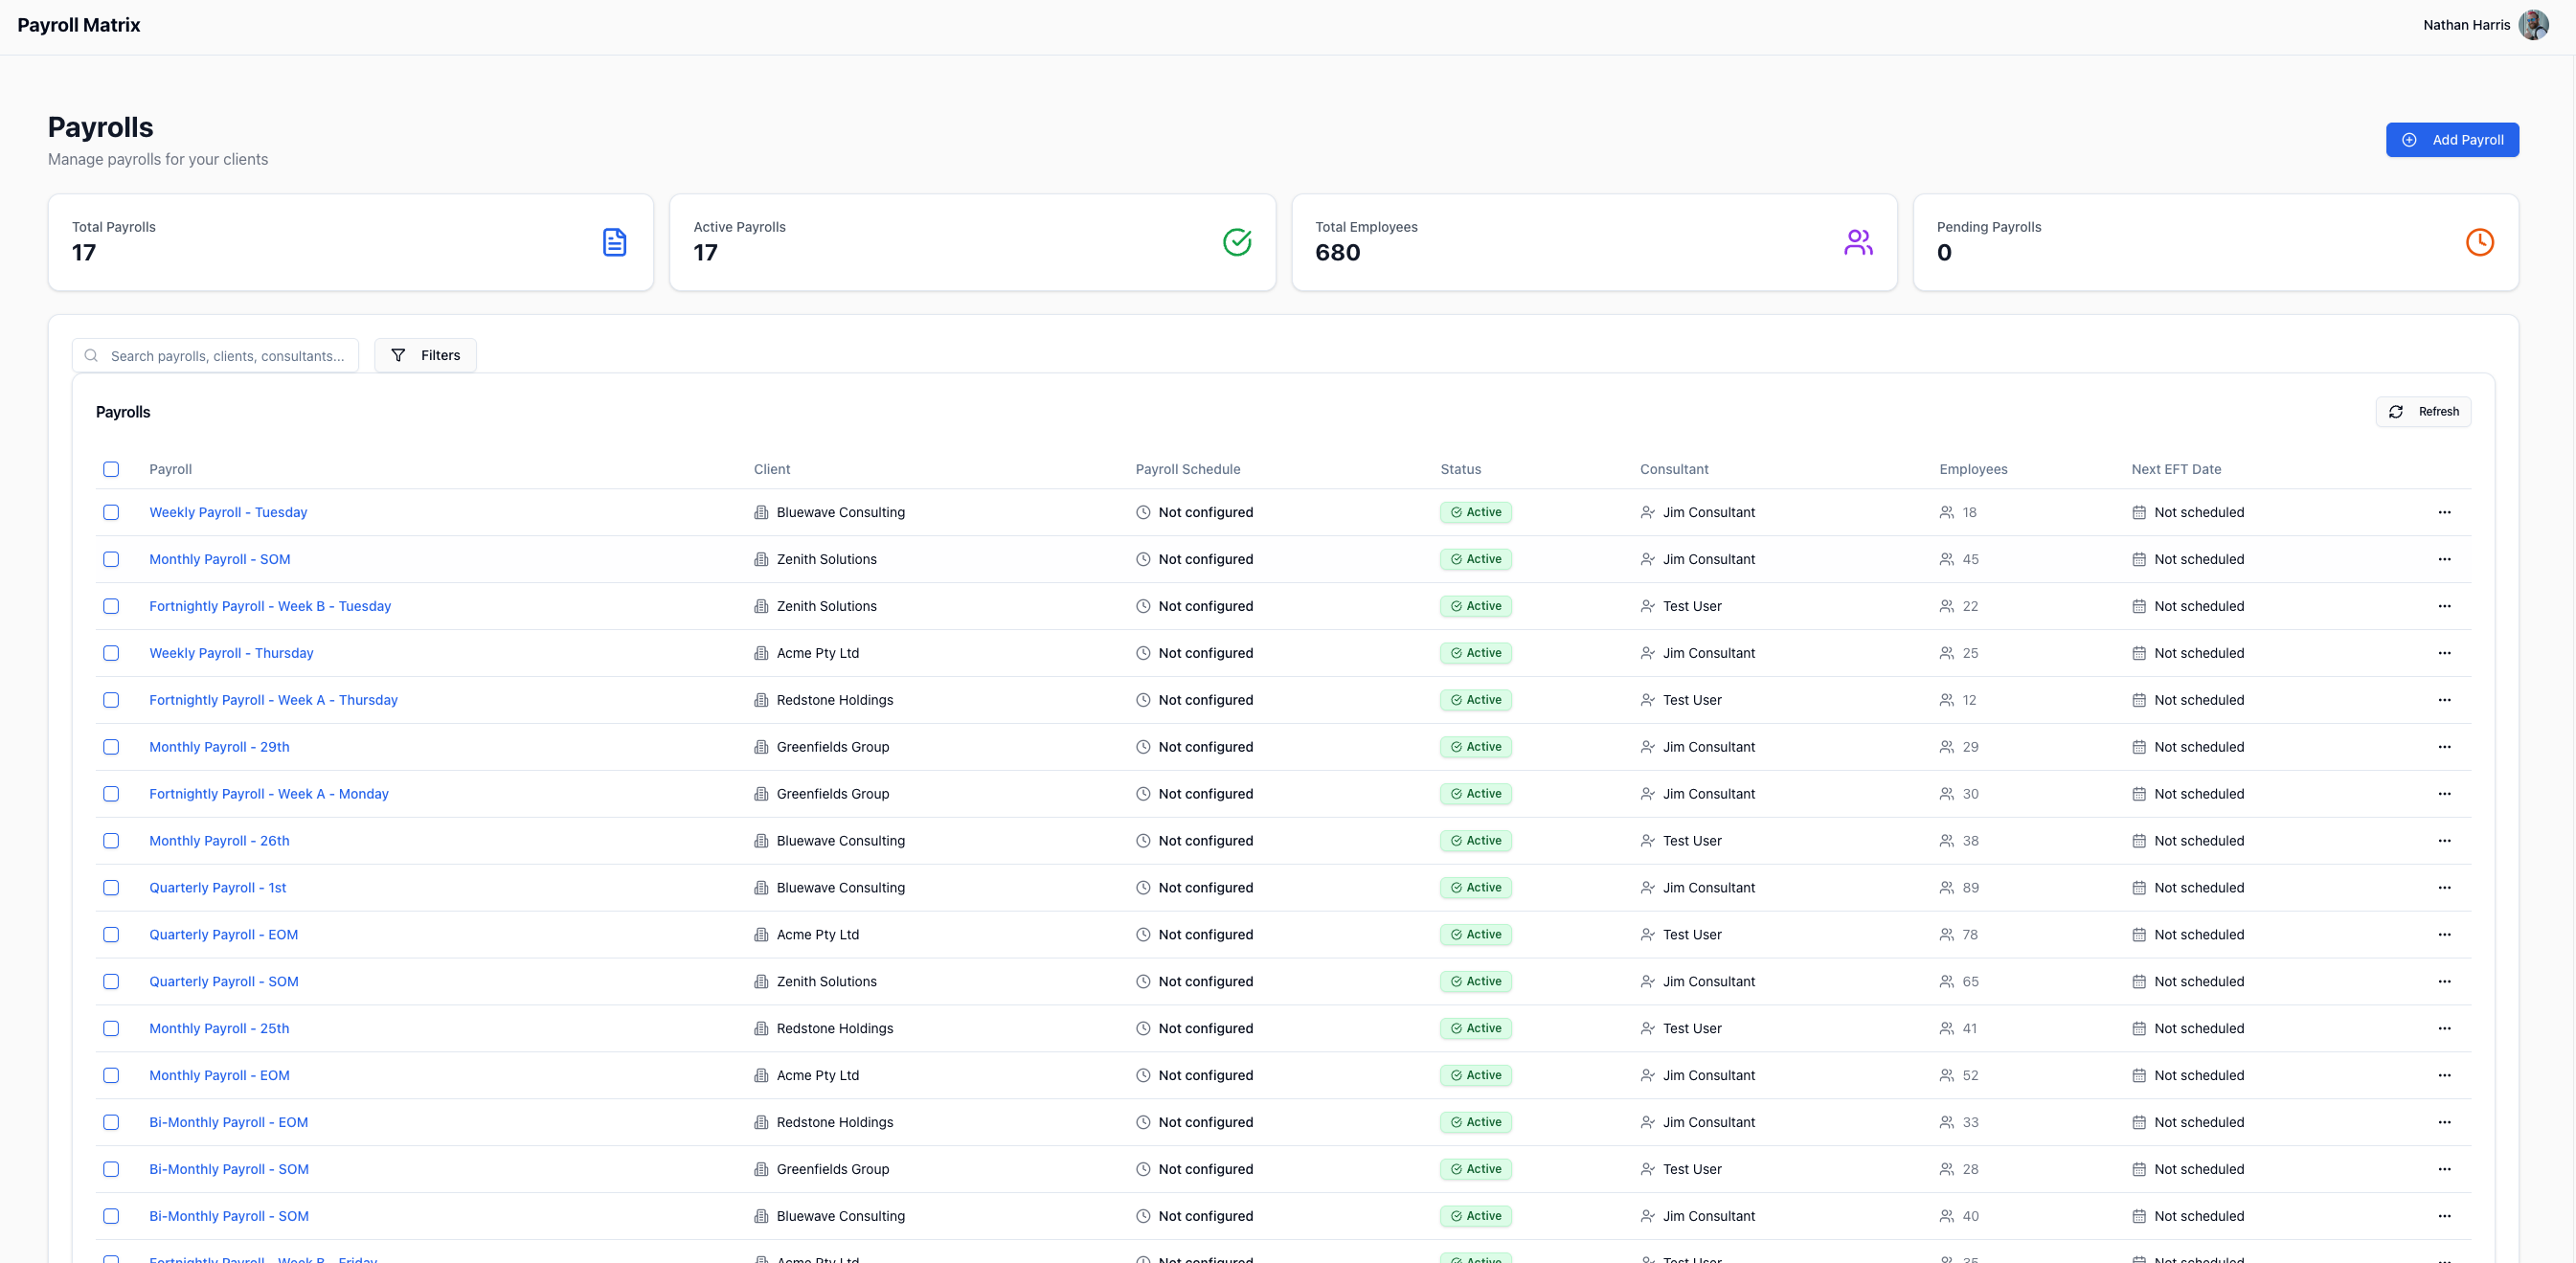 Payroll Matrix
Nathan Harris
Payrolls
Manage payrolls for your clients
Add Payroll
Total Payrolls
17
Active Payrolls
17
Total Employees
680
Pending Payrolls
0
Search payrolls, clients, consultants...
Filters
Payrolls
Refresh
Payroll Client Payroll Schedule Status Consultant Employees Next EFT Date
Weekly Payroll - Tuesday Bluewave Consulting Not configured Active Jim Consultant 18 Not scheduled
Monthly Payroll - SOM Zenith Solutions Not configured Active Jim Consultant 45 Not scheduled
Fortnightly Payroll - Week B - Tuesday Zenith Solutions Not configured Active Test User 22 Not scheduled
Weekly Payroll - Thursday Acme Pty Ltd Not configured Active Jim Consultant 25 Not scheduled
Fortnightly Payroll - Week A - Thursday Redstone Holdings Not configured Active Test User 12 Not scheduled
Monthly Payroll - 29th Greenfields Group Not configured Active Jim Consultant 29 Not scheduled
Fortnightly Payroll - Week A - Monday Greenfields Group Not configured Active Jim Consultant 30 Not scheduled
Monthly Payroll - 26th Bluewave Consulting Not configured Active Test User 38 Not scheduled
Quarterly Payroll - 1st Bluewave Consulting Not configured Active Jim Consultant 89 Not scheduled
Quarterly Payroll - EOM Acme Pty Ltd Not configured Active Test User 78 Not scheduled
Quarterly Payroll - SOM Zenith Solutions Not configured Active Jim Consultant 65 Not scheduled
Monthly Payroll - 25th Redstone Holdings Not configured Active Test User 41 Not scheduled
Monthly Payroll - EOM Acme Pty Ltd Not configured Active Jim Consultant 52 Not scheduled
Bi-Monthly Payroll - EOM Redstone Holdings Not configured Active Jim Consultant 33 Not scheduled
Bi-Monthly Payroll - SOM Greenfields Group Not configured Active Test User 28 Not scheduled
Bi-Monthly Payroll - SOM Bluewave Consulting Not configured Active Jim Consultant 40 Not scheduled
Fortnightly Payroll - Week B - Friday Acme Pty Ltd Not configured Active Test User 35 Not scheduled